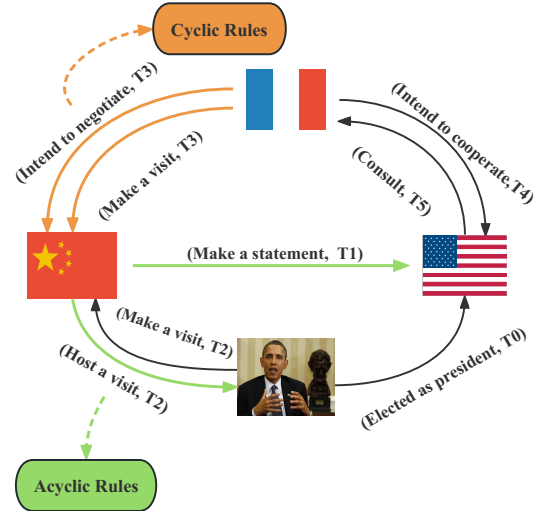 Cyclic Rules
(Intend to negotiate, T3)
(Make a visit, T3)
(Intend to cooperate,T4)
(Consult, T5)
(Make a statement, T1)
(Make a visit, T2)
(Host a visit, T2)
(Elected as president, T0)
Acyclic Rules